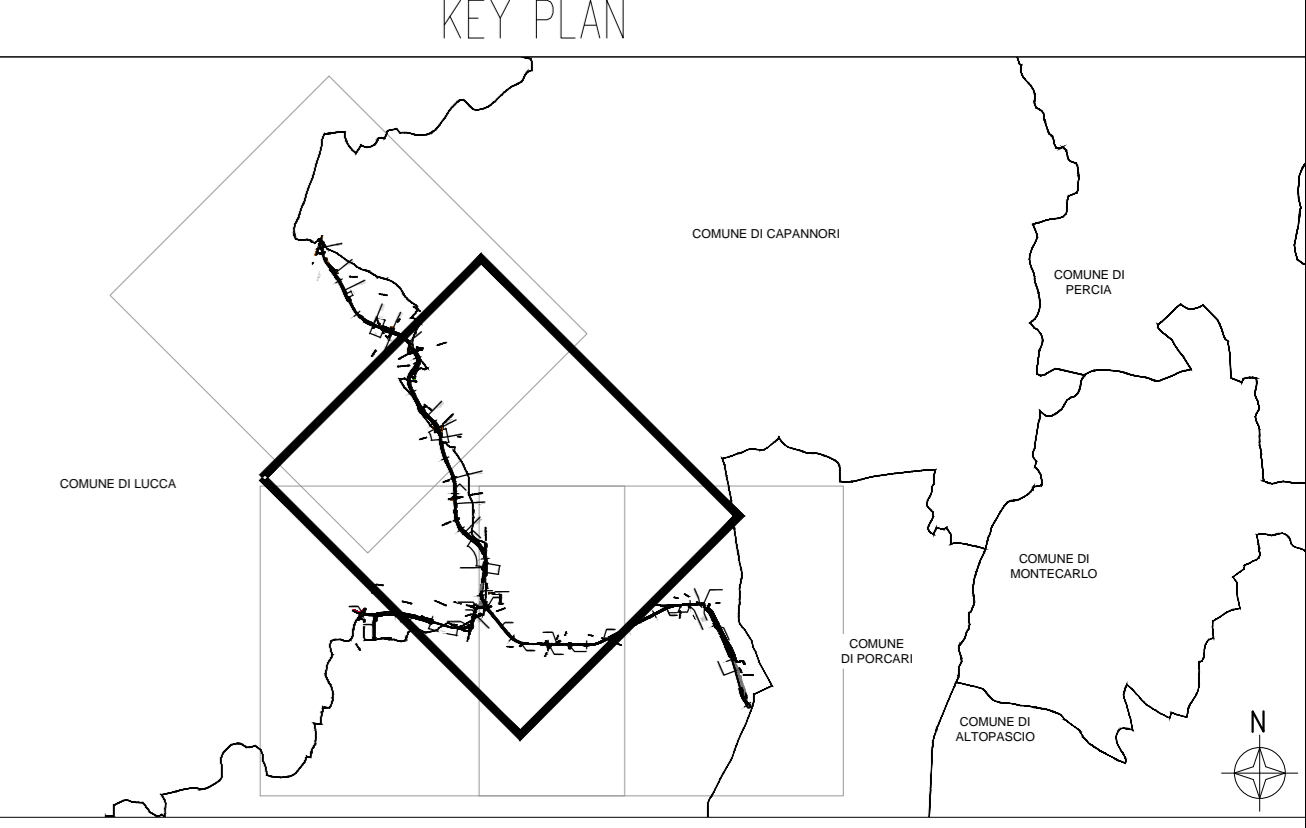 KEY PLAN
COMUNE DI CAPANNORI
COMUNE DI
PERCIA
COMUNE DI LUCCA
COMUNE DI
MONTECARLO
COMUNE
DI PORCARI
COMUNE DI
ALTOPASCIO
N